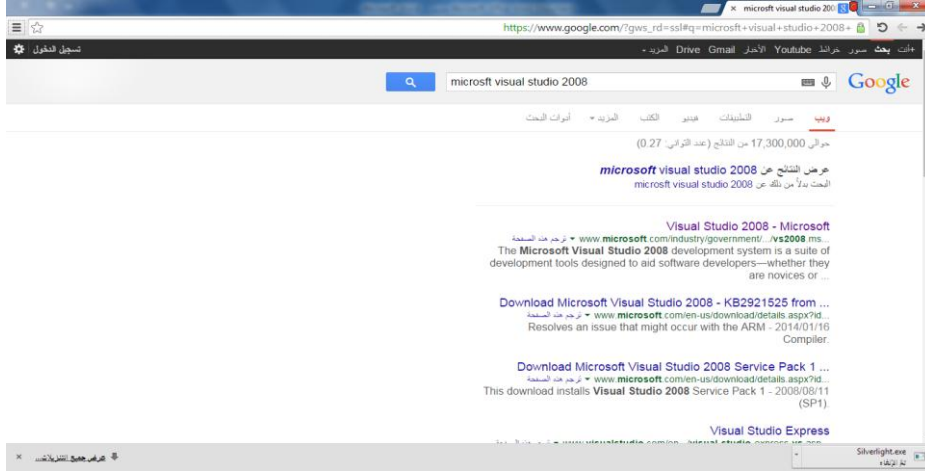 microsft visual studio 200
https://www.google.com/?gws_rd=ssl#q=microsft+visual+studio+2008+
+أنت بحث صور خرائط Youtube الأخبار Gmail Drive المزيد
تسجيل الدخول
Google
microsft visual studio 2008
ويب صور التطبيقات فيديو الكتب المزيد أدوات البحث
حوالي 17,300,000 من النتائج (عدد الثواني: 0.27)
عرض النتائج عن microsoft visual studio 2008
البحث بدلاً من ذلك عن microsft visual studio 2008
Visual Studio 2008 - Microsoft
www.microsoft.com/industry/government/.../vs2008.ms... ترجم هذه الصفحة
The Microsoft Visual Studio 2008 development system is a suite of
development tools designed to aid software developers—whether they
are novices or ...
Download Microsoft Visual Studio 2008 - KB2921525 from ...
www.microsoft.com/en-us/download/details.aspx?id... ترجم هذه الصفحة
Resolves an issue that might occur with the ARM - 2014/01/16
Compiler.
Download Microsoft Visual Studio 2008 Service Pack 1 ...
www.microsoft.com/en-us/download/details.aspx?id... ترجم هذه الصفحة
This download installs Visual Studio 2008 Service Pack 1 - 2008/08/11
(SP1).
Visual Studio Express
Silverlight.exe
تم الإلغاء
عرض جميع التنزيلات...